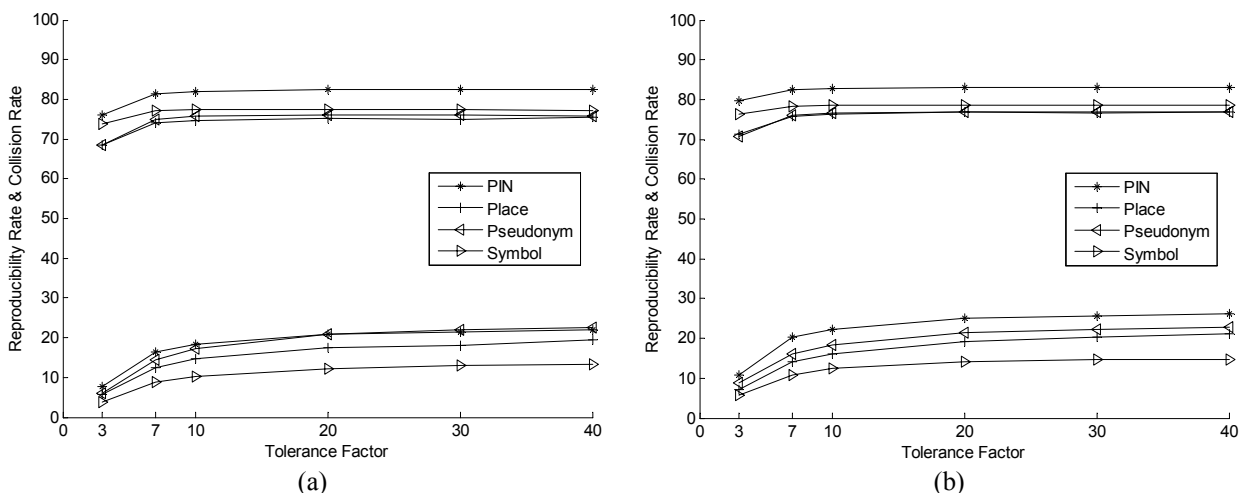 100
90
80
70
60
50
40
30
20
10
0
Reproducibility Rate & Collision Rate
PIN
Place
Pseudonym
Symbol
0 3 7 10 20 30 40
Tolerance Factor
(a)
100
90
80
70
60
50
40
30
20
10
0
Reproducibility Rate & Collision Rate
PIN
Place
Pseudonym
Symbol
0 3 7 10 20 30 40
Tolerance Factor
(b)